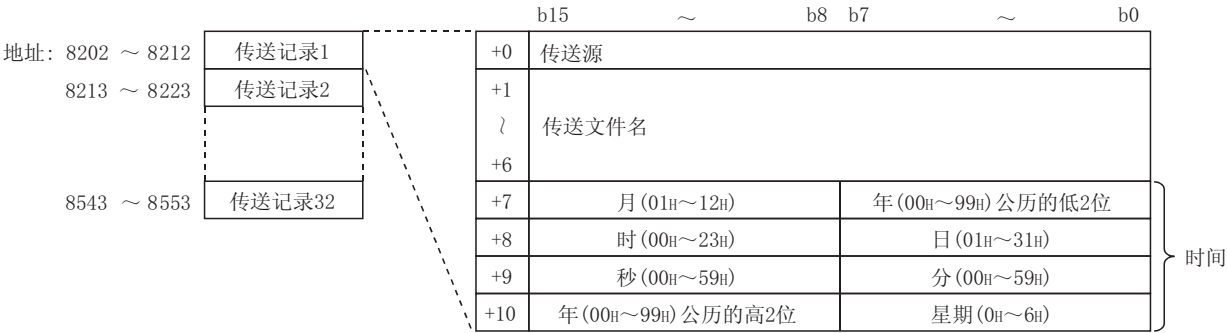 b15 ～ b8 b7 ～ b0
地址: 8202 ～ 8212 传送记录1 +0 传送源
8213 ～ 8223 传送记录2 +1
～ 传送文件名
+6
8543 ～ 8553 传送记录32 +7 月(01H～12H) 年(00H～99H)公历的低2位
+8 时(00H～23H) 日(01H～31H)
时间
+9 秒(00H～59H) 分(00H～59H)
+10 年(00H～99H)公历的高2位 星期(0H～6H)